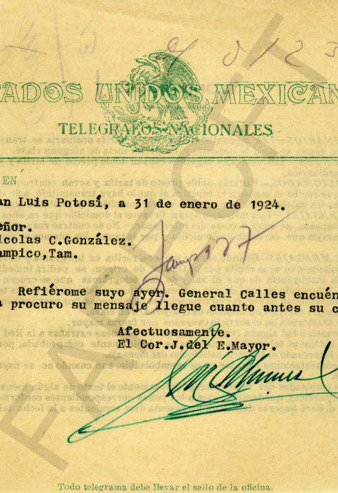 ADOS UNIDOS MEXICAN
TELEGRAFOS NACIONALES
EN
an Luis Potosí, a 31 de enero de 1924.
eñor.
icolas C.González.
ampico,Tam.
Refiérome suyo ayer. General Calles encuén
procuro su mensaje llegue cuanto antes su c
Afectuosamente.
El Cor.J.del E.Mayor.
Todo telegrama debe llevar el sello de la oficina.